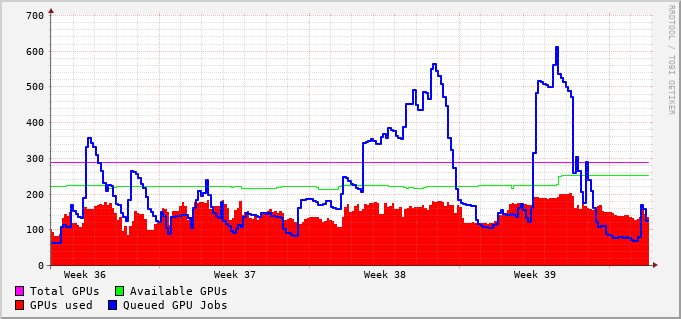 700
600
500
400
300
200
100
0
Week 36 Week 37 Week 38 Week 39
Total GPUs Available GPUs
GPUs used Queued GPU Jobs
RRDTOOL / TOBI OETIKER